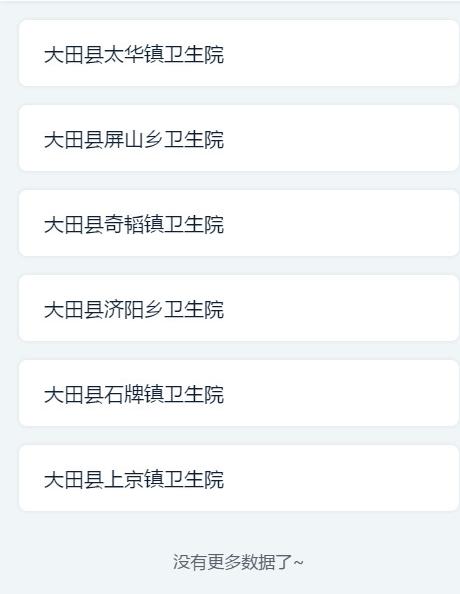 大田县太华镇卫生院
大田县屏山乡卫生院
大田县奇韬镇卫生院
大田县济阳乡卫生院
大田县石牌镇卫生院
大田县上京镇卫生院
没有更多数据了~